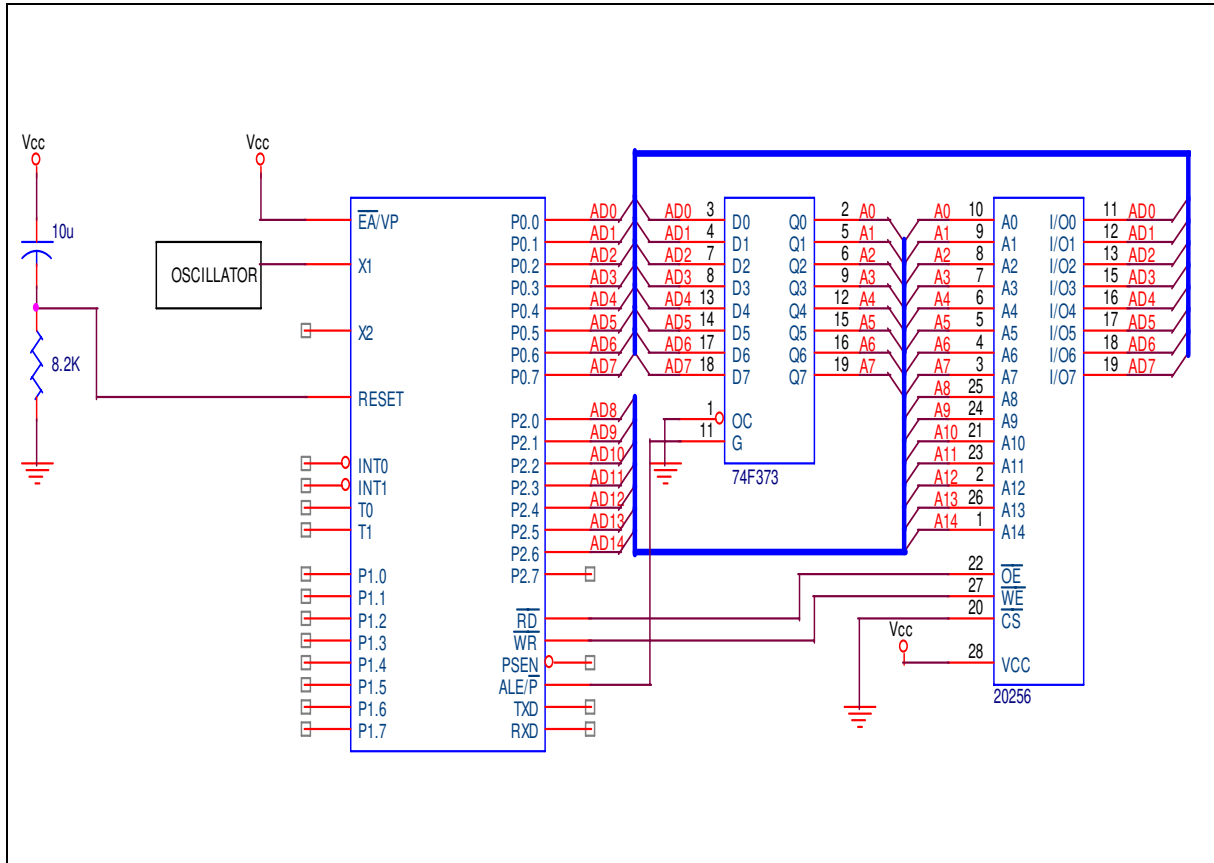 Vcc
10u
8.2K
Vcc
OSCILLATOR
EA/VP
X1
X2
RESET
INT0
INT1
T0
T1
P1.0
P1.1
P1.2
P1.3
P1.4
P1.5
P1.6
P1.7
P0.0
P0.1
P0.2
P0.3
P0.4
P0.5
P0.6
P0.7
P2.0
P2.1
P2.2
P2.3
P2.4
P2.5
P2.6
P2.7
RD
WR
PSEN
ALE/P
TXD
RXD
AD0
AD1
AD2
AD3
AD4
AD5
AD6
AD7
AD8
AD9
AD10
AD11
AD12
AD13
AD14
AD0 3 D0
AD1 4 D1
AD2 7 D2
AD3 8 D3
AD4 13 D4
AD5 14 D5
AD6 17 D6
AD7 18 D7
1 OC
11 G
Q0 2 A0
Q1 5 A1
Q2 6 A2
Q3 9 A3
Q4 12 A4
Q5 15 A5
Q6 16 A6
Q7 19 A7
74F373
A0 10 A0
A1 9 A1
A2 8 A2
A3 7 A3
A4 6 A4
A5 5 A5
A6 4 A6
A7 3 A7
A8 25 A8
A9 24 A9
A10 21 A10
A11 23 A11
A12 2 A12
A13 26 A13
A14 1 A14
22 OE
27 WE
20 CS
Vcc
28 VCC
I/O0 11 AD0
I/O1 12 AD1
I/O2 13 AD2
I/O3 15 AD3
I/O4 16 AD4
I/O5 17 AD5
I/O6 18 AD6
I/O7 19 AD7
20256